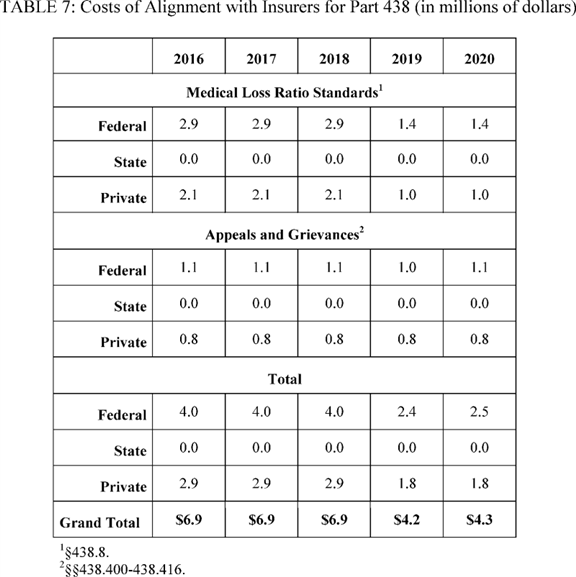 TABLE 7: Costs of Alignment with Insurers for Part 438 (in millions of dollars)
2016 2017 2018 2019 2020
Medical Loss Ratio Standards1
Federal 2.9 2.9 2.9 1.4 1.4
State 0.0 0.0 0.0 0.0 0.0
Private 2.1 2.1 2.1 1.0 1.0
Appeals and Grievances2
Federal 1.1 1.1 1.1 1.0 1.1
State 0.0 0.0 0.0 0.0 0.0
Private 0.8 0.8 0.8 0.8 0.8
Total
Federal 4.0 4.0 4.0 2.4 2.5
State 0.0 0.0 0.0 0.0 0.0
Private 2.9 2.9 2.9 1.8 1.8
Grand Total $6.9 $6.9 $6.9 $4.2 $4.3
1§438.8.
2§§438.400-438.416.